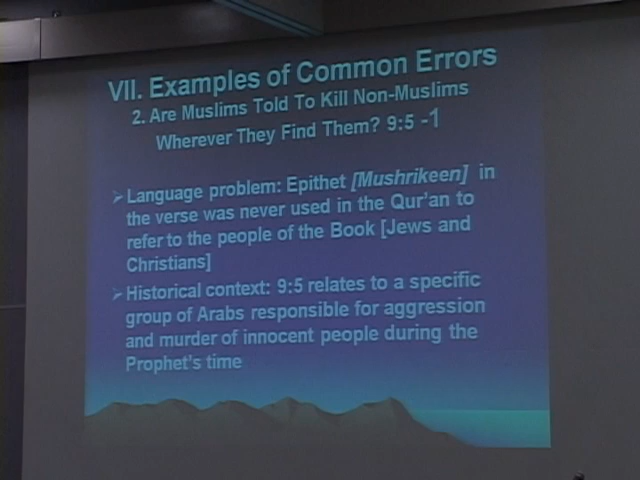 VII. Examples of Common Errors
2. Are Muslims Told To Kill Non-Muslims
Wherever They Find Them? 9:5 -1
➢Language problem: Epithet [Mushrikeen] in
the verse was never used in the Qur'an to
refer to the people of the Book [Jews and
Christians]
➢Historical context: 9:5 relates to a specific
group of Arabs responsible for aggression
and murder of innocent people during the
Prophet's time